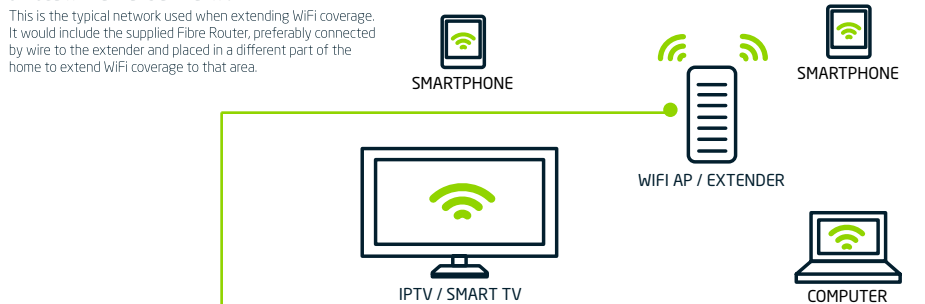 This is the typical network used when extending WiFi coverage.
It would include the supplied Fibre Router, preferably connected
by wire to the extender and placed in a different part of the
home to extend WiFi coverage to that area.
SMARTPHONE
SMARTPHONE
WIFI AP / EXTENDER
IPTV / SMART TV
COMPUTER